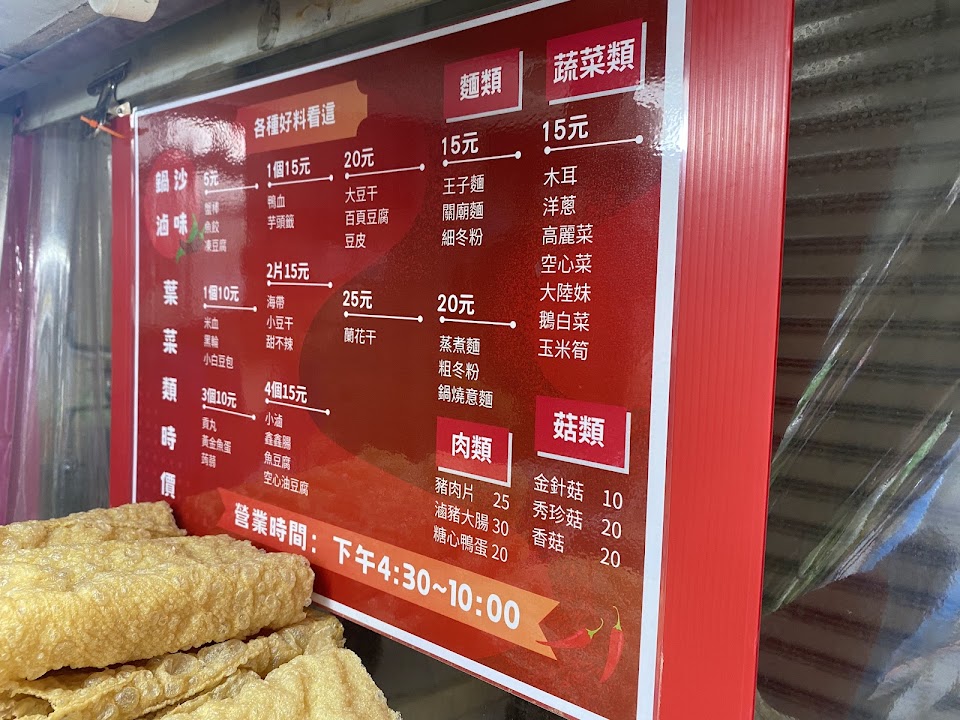 沙鍋
滷味
葉菜類時價
各種好料看這
5元
蟹棒
魚餃
凍豆腐
1個10元
米血
黑輪
小白豆包
3個10元
貢丸
黃金魚蛋
蒟蒻
1個15元
鴨血
芋頭籤
2片15元
海帶
小豆干
甜不辣
4個15元
小滷
鑫鑫腸
魚豆腐
空心油豆腐
20元
大豆干
百頁豆腐
豆皮
25元
蘭花干
麵類
15元
王子麵
關廟麵
細冬粉
20元
蒸煮麵
粗冬粉
鍋燒意麵
肉類
豬肉片 25
滷豬大腸 30
糖心鴨蛋 20
蔬菜類
15元
木耳
洋蔥
高麗菜
空心菜
大陸妹
鵝白菜
玉米筍
菇類
金針菇 10
秀珍菇 20
香菇 20
營業時間：下午4:30~10:00